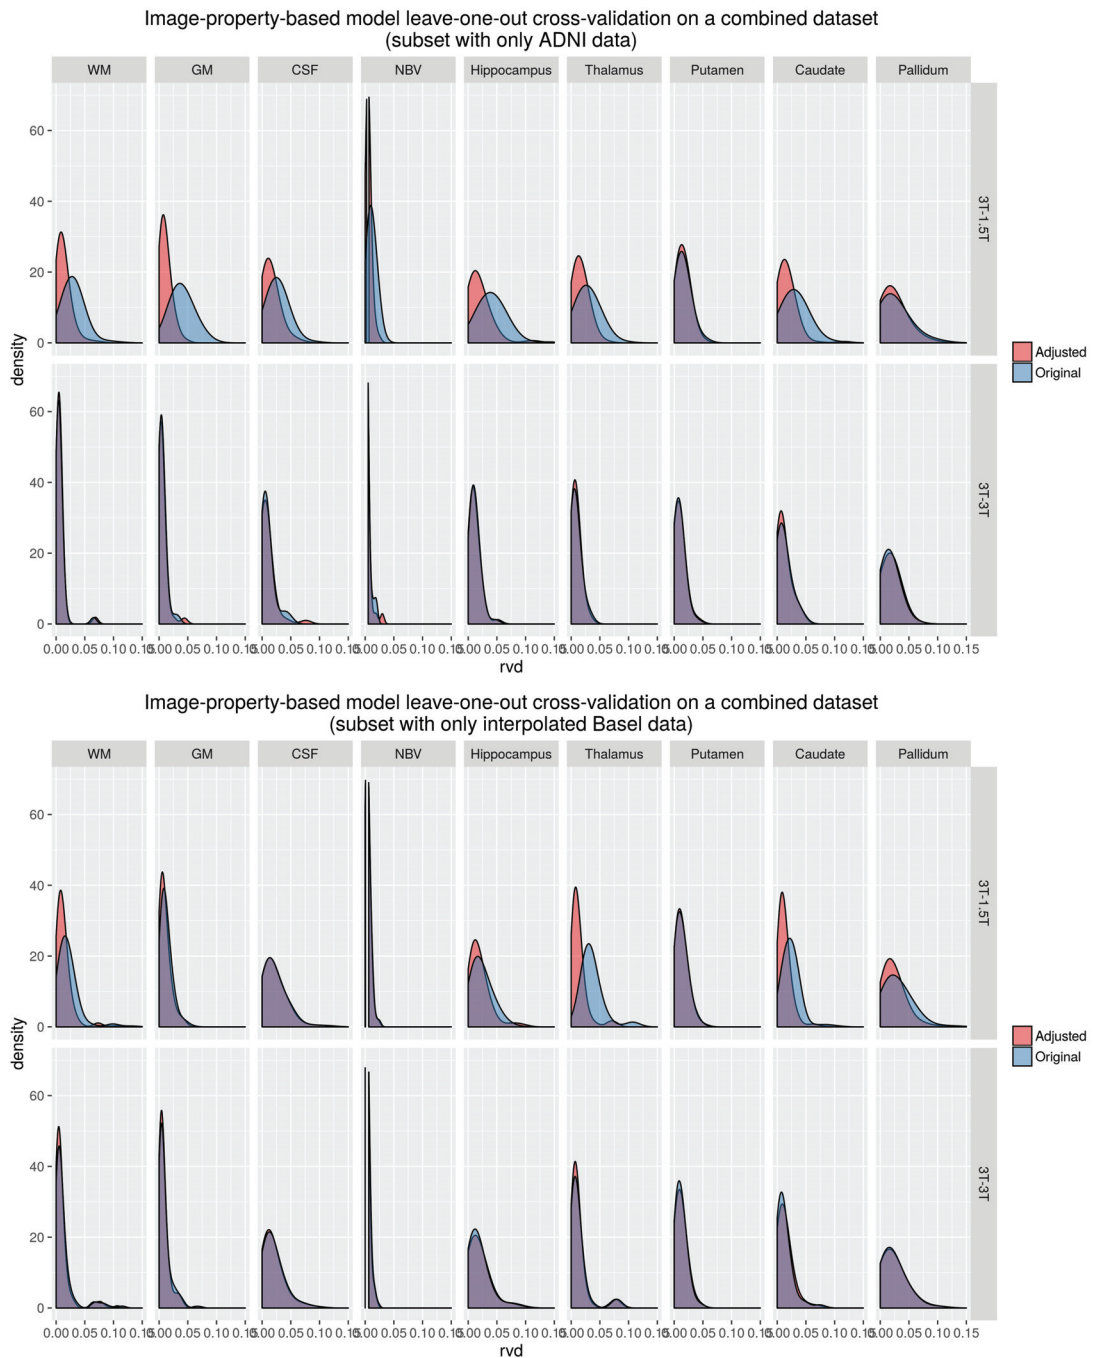 Image-property-based model leave-one-out cross-validation on a combined dataset
(subset with only ADNI data)
WM GM CSF NBV Hippocampus Thalamus Putamen Caudate Pallidum
60
40
20
0
3T-1.5T
density
Adjusted
Original
60
40
20
0
3T-3T
0.00 0.05 0.10 0.15
rvd
Image-property-based model leave-one-out cross-validation on a combined dataset
(subset with only interpolated Basel data)
WM GM CSF NBV Hippocampus Thalamus Putamen Caudate Pallidum
60
40
20
0
3T-1.5T
density
Adjusted
Original
60
40
20
0
3T-3T
0.00 0.05 0.10 0.15
rvd